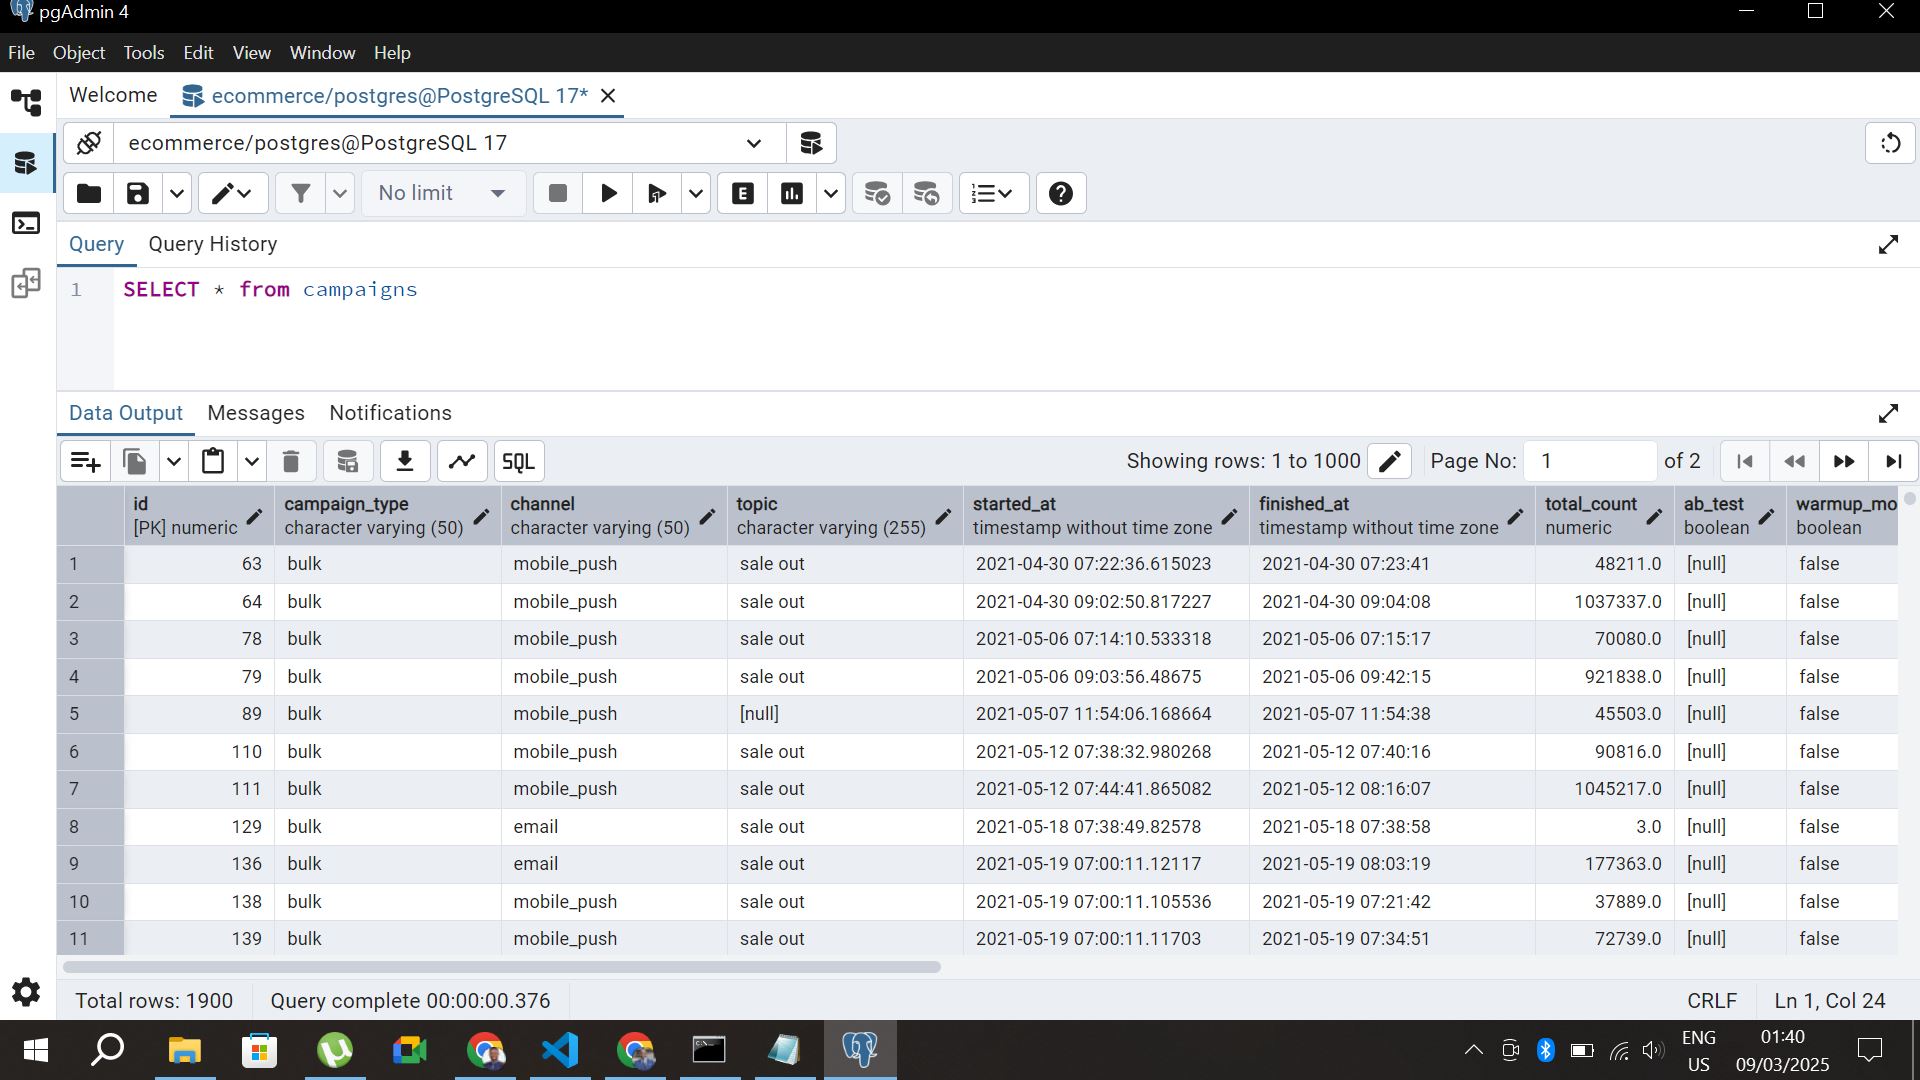 pgAdmin 4
File Object Tools Edit View Window Help
Welcome ecommerce/postgres@PostgreSQL 17*
ecommerce/postgres@PostgreSQL 17
No limit E
Query Query History
1 SELECT * from campaigns
Data Output Messages Notifications
SQL Showing rows: 1 to 1000 Page No: 1 of 2
id campaign_type channel topic started_at finished_at total_count ab_test warmup_mo
[PK] numeric character varying (50) character varying (50) character varying (255) timestamp without time zone timestamp without time zone numeric boolean boolean
1 63 bulk mobile_push sale out 2021-04-30 07:22:36.615023 2021-04-30 07:23:41 48211.0 [null] false
2 64 bulk mobile_push sale out 2021-04-30 09:02:50.817227 2021-04-30 09:04:08 1037337.0 [null] false
3 78 bulk mobile_push sale out 2021-05-06 07:14:10.533318 2021-05-06 07:15:17 70080.0 [null] false
4 79 bulk mobile_push sale out 2021-05-06 09:03:56.48675 2021-05-06 09:42:15 921838.0 [null] false
5 89 bulk mobile_push [null] 2021-05-07 11:54:06.168664 2021-05-07 11:54:38 45503.0 [null] false
6 110 bulk mobile_push sale out 2021-05-12 07:38:32.980268 2021-05-12 07:40:16 90816.0 [null] false
7 111 bulk mobile_push sale out 2021-05-12 07:44:41.865082 2021-05-12 08:16:07 1045217.0 [null] false
8 129 bulk email sale out 2021-05-18 07:38:49.82578 2021-05-18 07:38:58 3.0 [null] false
9 136 bulk email sale out 2021-05-19 07:00:11.12117 2021-05-19 08:03:19 177363.0 [null] false
10 138 bulk mobile_push sale out 2021-05-19 07:00:11.105536 2021-05-19 07:21:42 37889.0 [null] false
11 139 bulk mobile_push sale out 2021-05-19 07:00:11.11703 2021-05-19 07:34:51 72739.0 [null] false
Total rows: 1900 Query complete 00:00:00.376 CRLF Ln 1, Col 24
ENG 01:40
US 09/03/2025